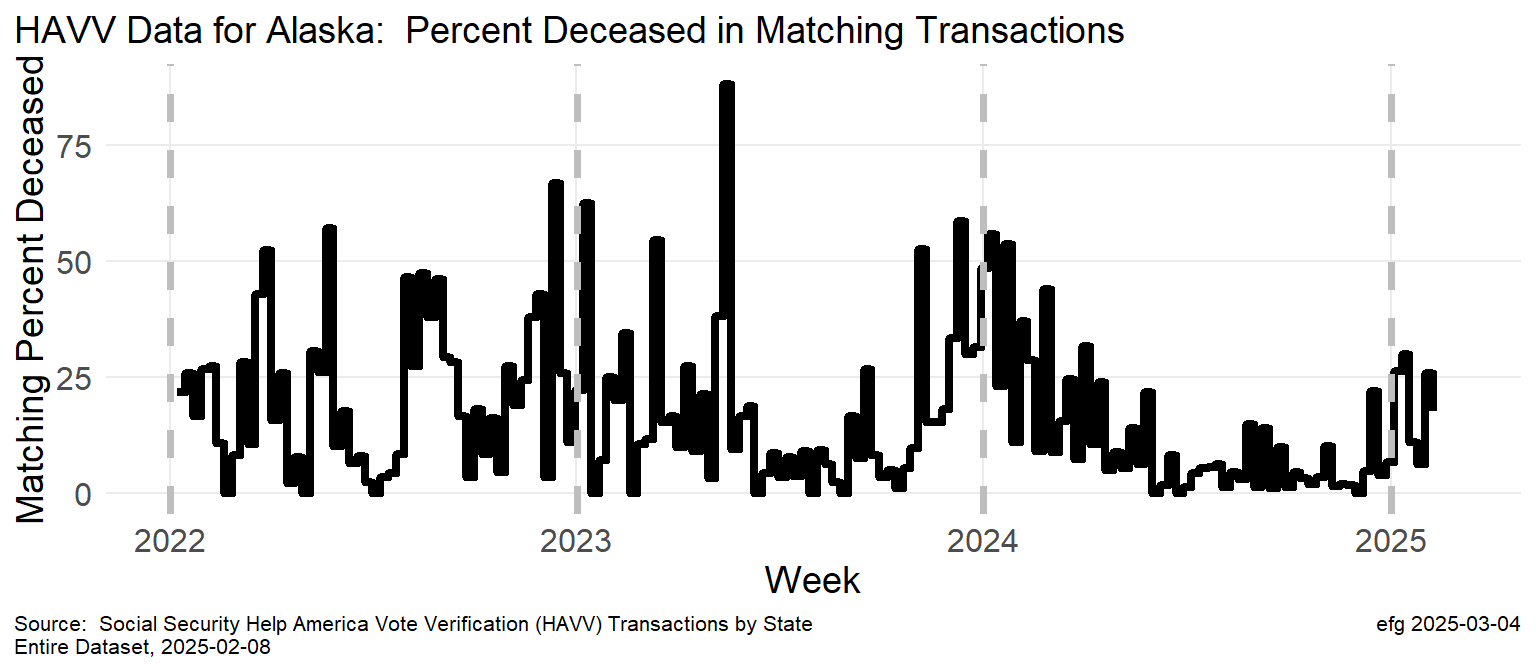 HAVV Data for Alaska:  Percent Deceased in Matching Transactions
Matching Percent Deceased
75
50
25
0
2022
2023
2024
2025
Week
Source:  Social Security Help America Vote Verification (HAVV) Transactions by State
Entire Dataset, 2025-02-08
efg 2025-03-04